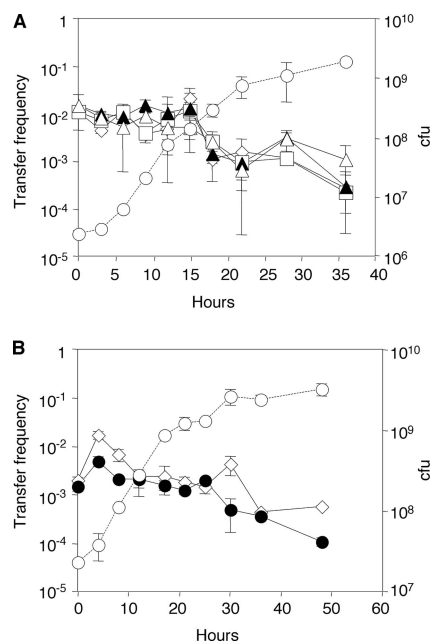 A
1
10⁻¹
10⁻²
10⁻³
10⁻⁴
10⁻⁵
Transfer frequency
10¹⁰
10⁹
10⁸
10⁷
10⁶
cfu
0 5 10 15 20 25 30 35 40
Hours
B
1
10⁻¹
10⁻²
10⁻³
10⁻⁴
10⁻⁵
Transfer frequency
10¹⁰
10⁹
10⁸
10⁷
cfu
0 10 20 30 40 50 60
Hours